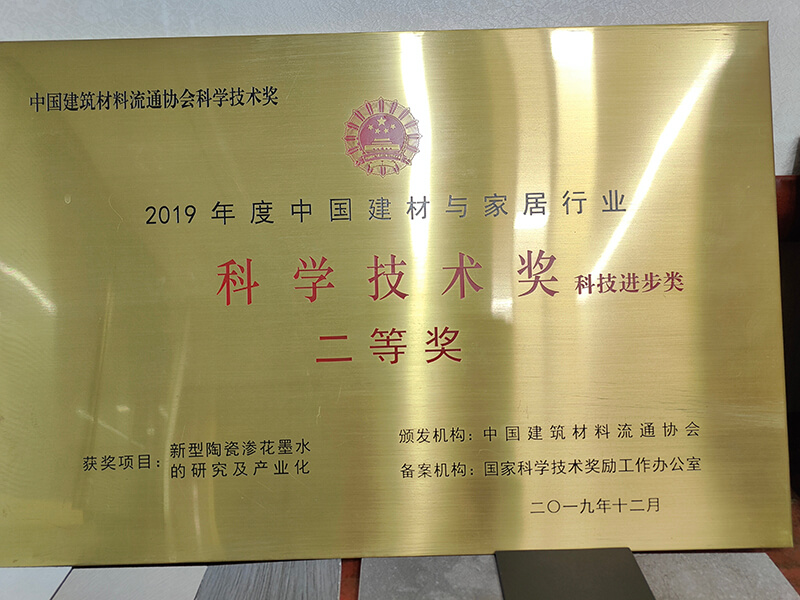 中国建筑材料流通协会科学技术奖
2019年度中国建材与家居行业
科学技术奖 科技进步类
二等奖
获奖项目：新型陶瓷渗花墨水
的研究及产业化
颁发机构：中国建筑材料流通协会
备案机构：国家科学技术奖励工作办公室
二〇一九年十二月